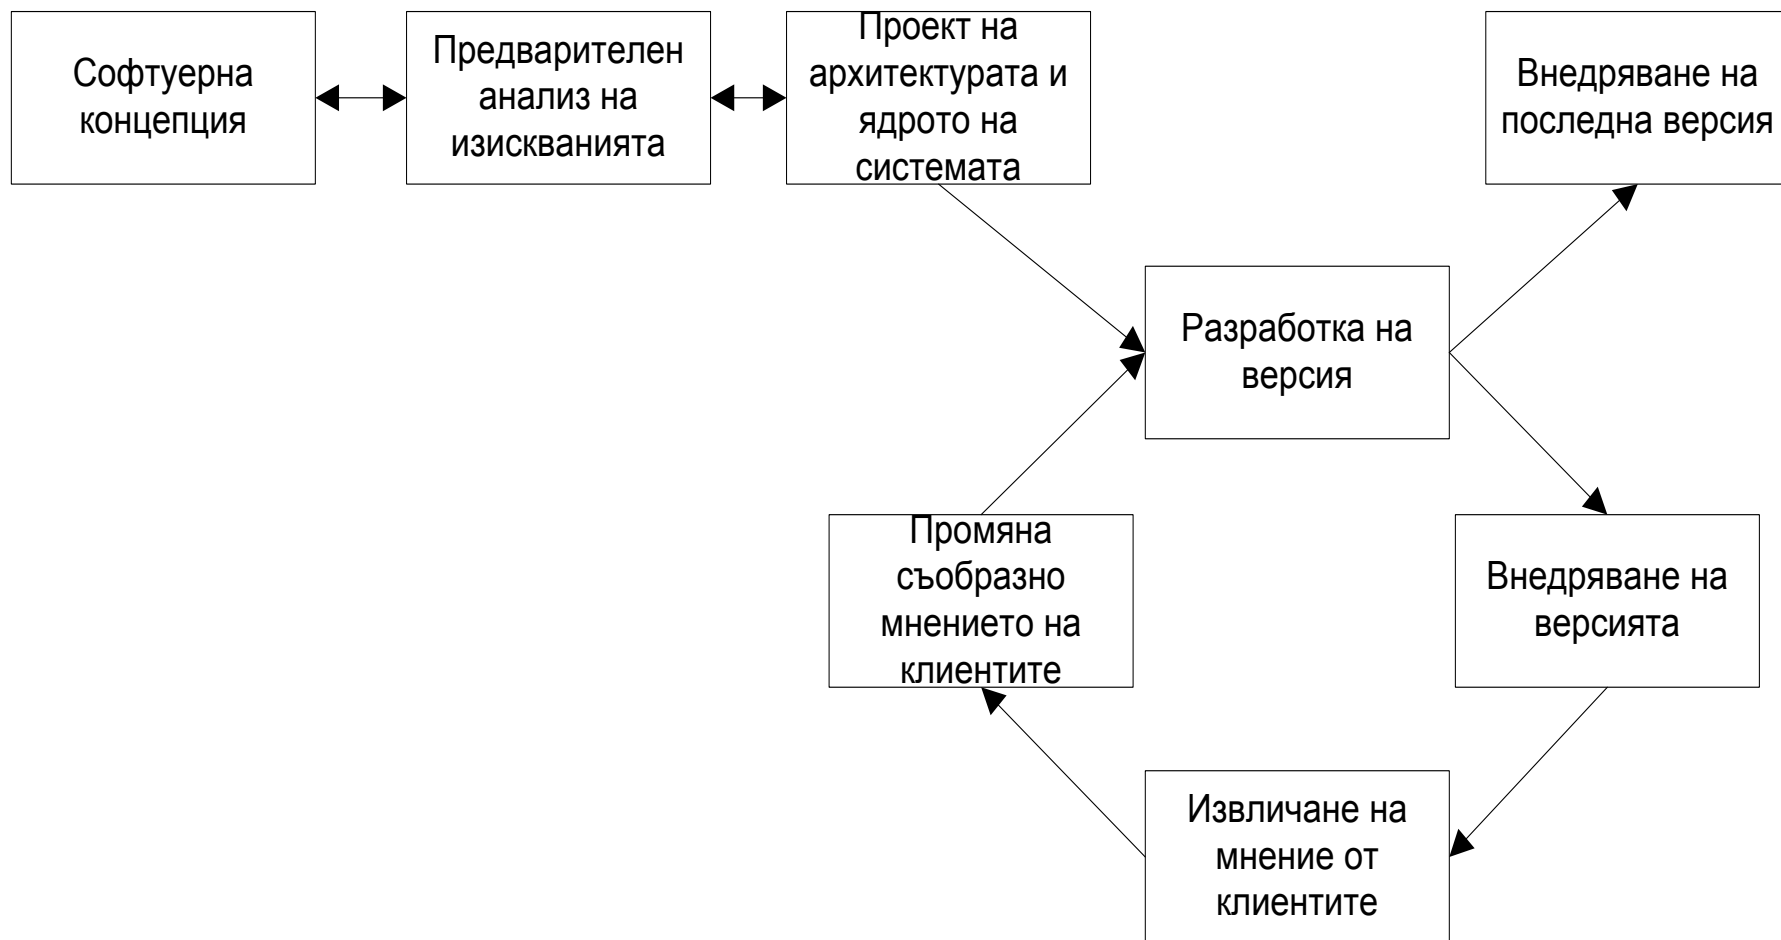 Софтуерна
концепция
Предварителен
анализ на
изискванията
Проект на
архитектурата и
ядрото на
системата
Внедряване на
последна версия
Разработка на
версия
Промяна
съобразно
мнението на
клиентите
Внедряване на
версията
Извличане на
мнение от
клиентите